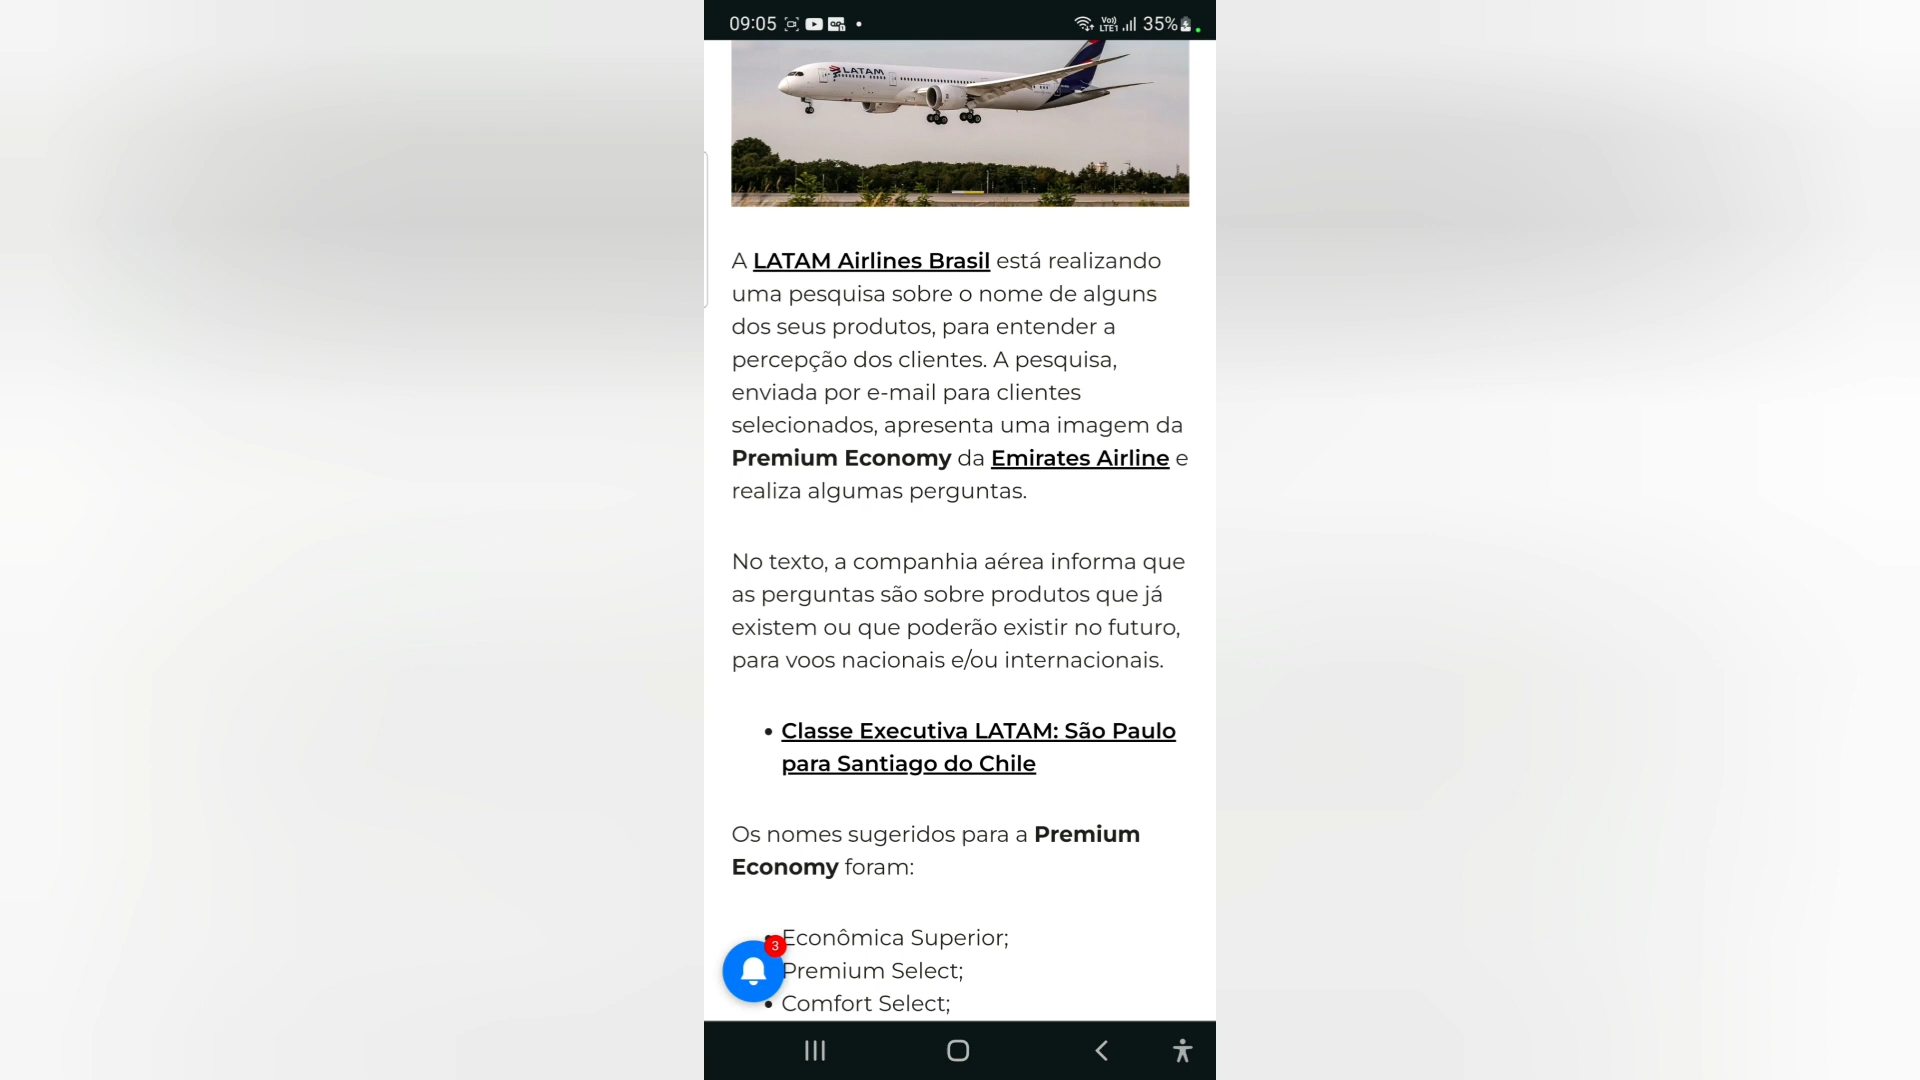 09:05
Vo))
LTE1
35%
LATAM
A LATAM Airlines Brasil está realizando
uma pesquisa sobre o nome de alguns
dos seus produtos, para entender a
percepção dos clientes. A pesquisa,
enviada por e-mail para clientes
selecionados, apresenta uma imagem da
Premium Economy da Emirates Airline e
realiza algumas perguntas.
No texto, a companhia aérea informa que
as perguntas são sobre produtos que já
existem ou que poderão existir no futuro,
para voos nacionais e/ou internacionais.
• Classe Executiva LATAM: São Paulo
para Santiago do Chile
Os nomes sugeridos para a Premium
Economy foram:
• Econômica Superior;
3
Premium Select;
• Comfort Select;